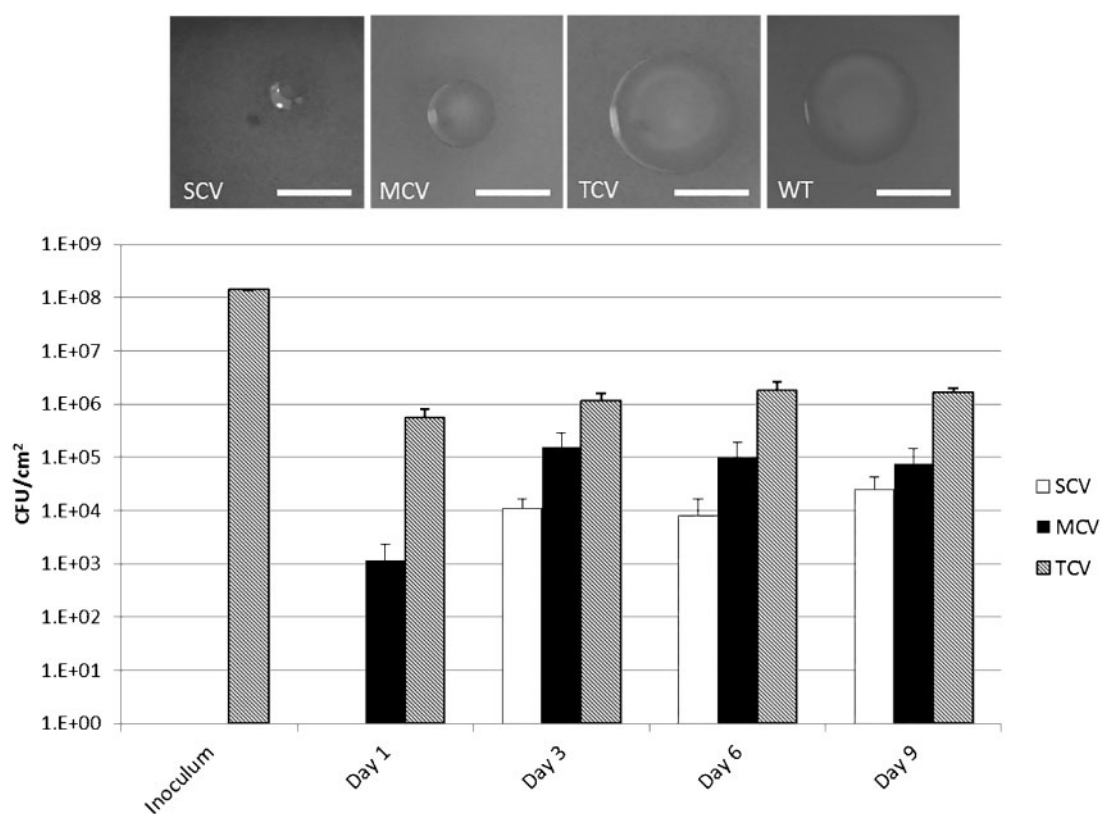 SCV MCV TCV WT
1.E+09
1.E+08
1.E+07
1.E+06
1.E+05
1.E+04
1.E+03
1.E+02
1.E+01
1.E+00
CFU/cm²
Inoculum Day 1 Day 3 Day 6 Day 9
SCV
MCV
TCV